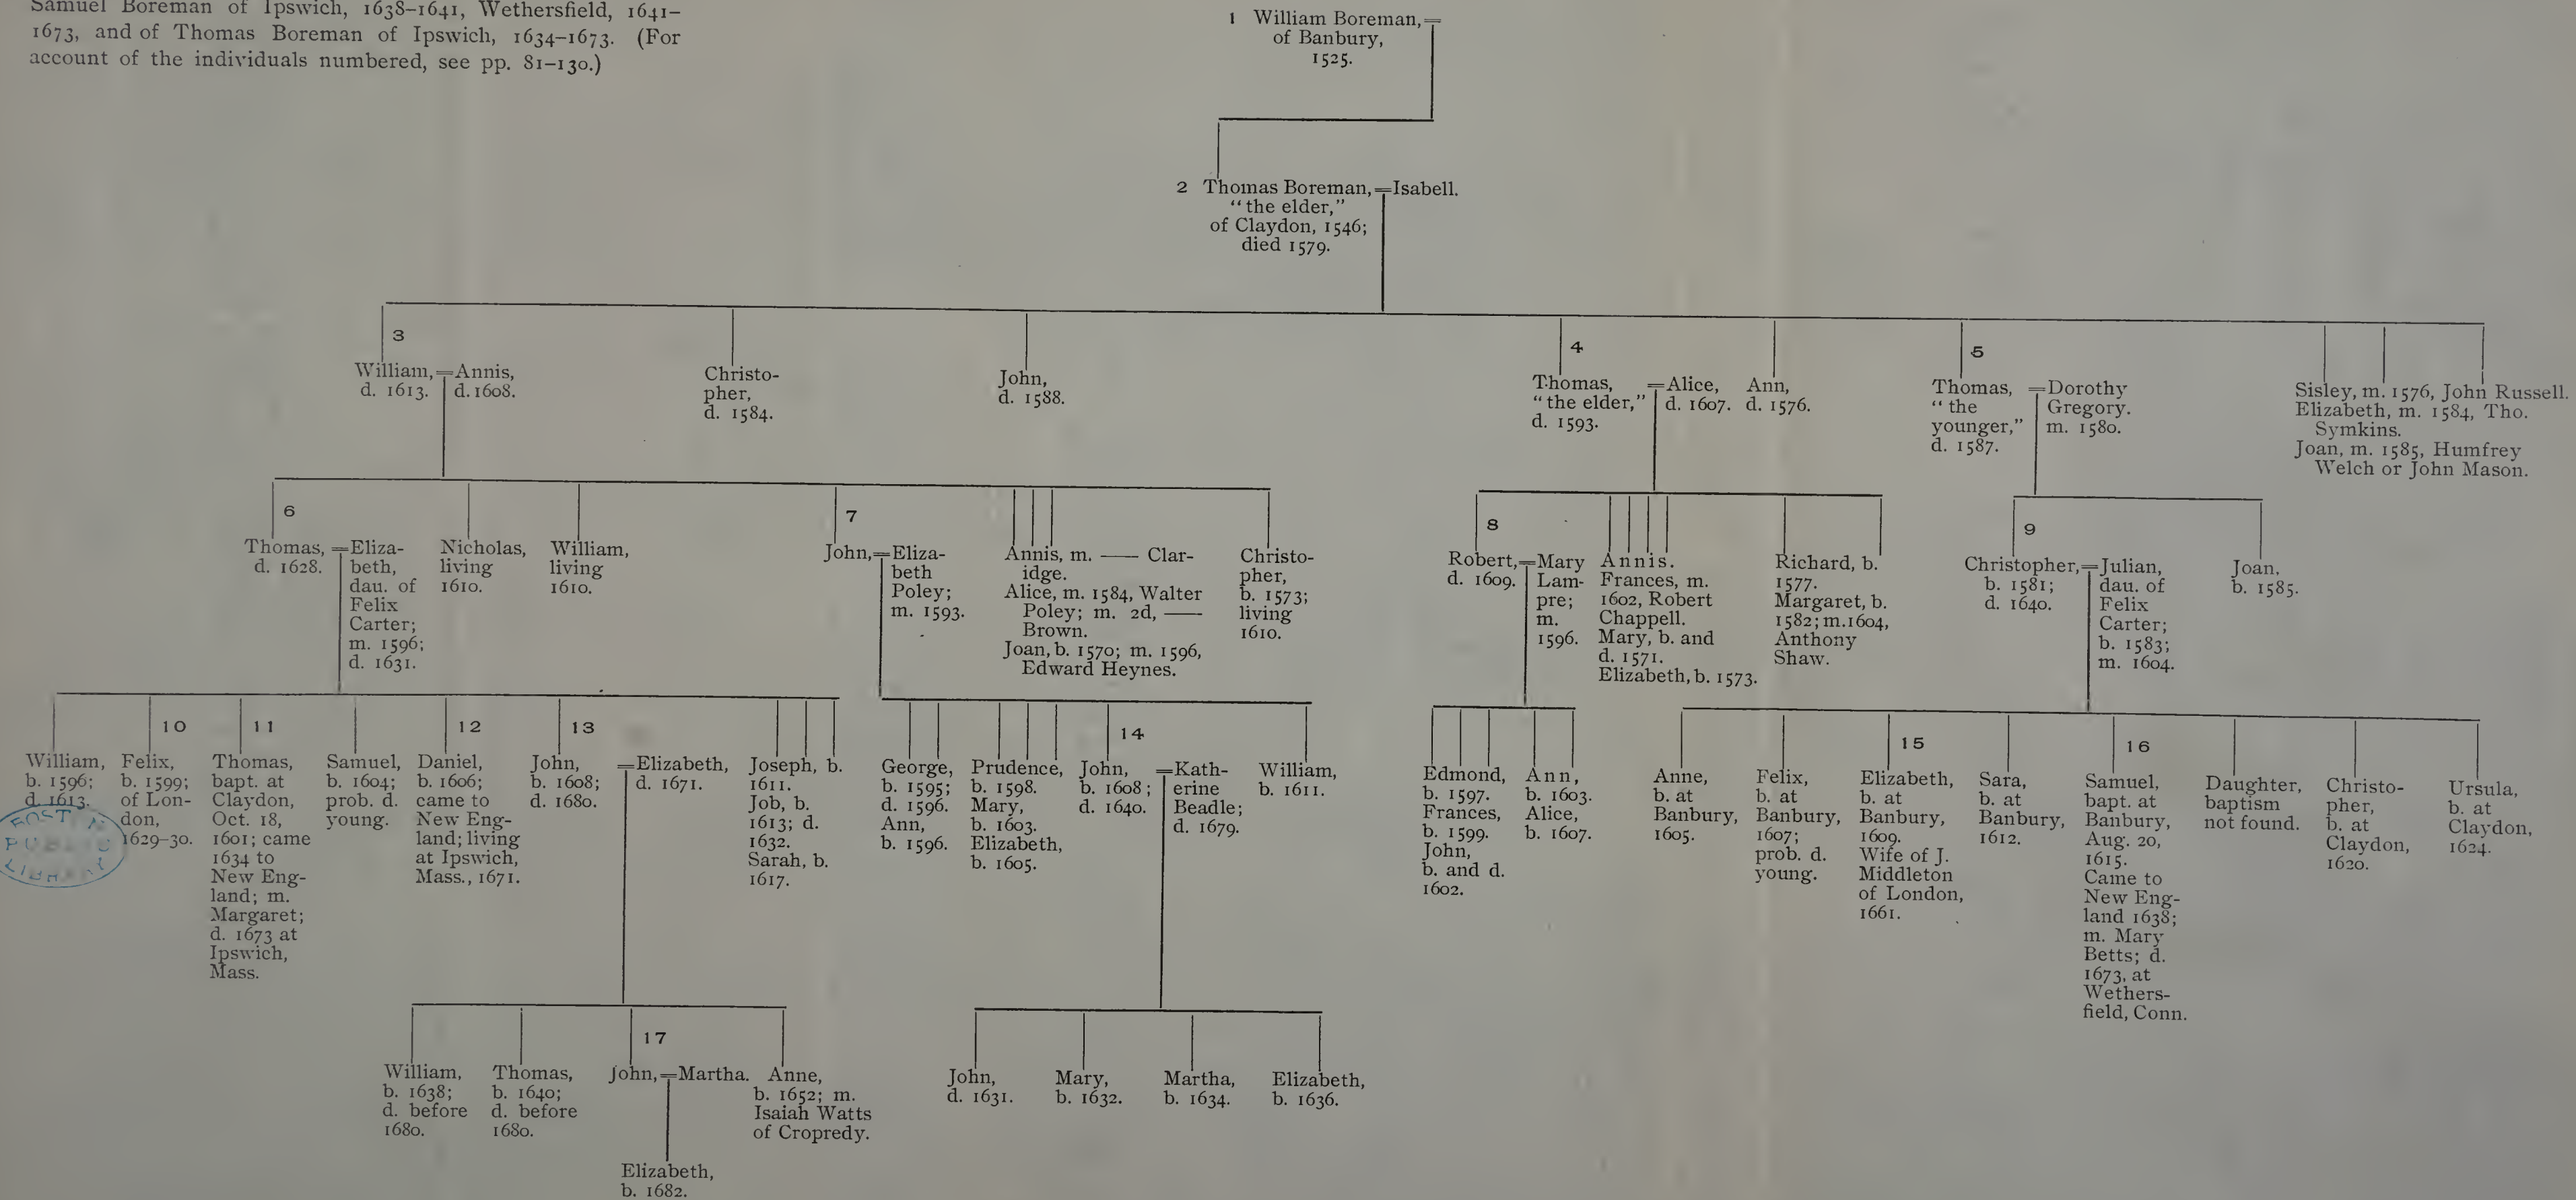 Samuel Boreman of Ipswich, 1638–1641, Wethersfield, 1641–
1673, and of Thomas Boreman of Ipswich, 1634–1673. (For
account of the individuals numbered, see pp. 81–130.)
1 William Boreman,=
of Banbury,
1525.
2 Thomas Boreman,=Isabell.
"the elder,"
of Claydon, 1546;
died 1579.
3
William,=Annis,
d. 1613. d. 1608.
Christo-
pher,
d. 1584.
John,
d. 1588.
4
Thomas, =Alice,
"the elder," d. 1607.
d. 1593.
Ann,
d. 1576.
5
Thomas, =Dorothy
"the Gregory.
younger," m. 1580.
d. 1587.
Sisley, m. 1576, John Russell.
Elizabeth, m. 1584, Tho.
Symkins.
Joan, m. 1585, Humfrey
Welch or John Mason.
6
Thomas, =Eliza-
d. 1628. beth,
dau. of
Felix
Carter;
m. 1596;
d. 1631.
Nicholas,
living
1610.
William,
living
1610.
7
John,=Eliza-
beth
Poley;
m. 1593.
Annis, m. —— Clar-
idge.
Alice, m. 1584, Walter
Poley; m. 2d, ——
Brown.
Joan, b. 1570; m. 1596,
Edward Heynes.
Christo-
pher,
b. 1573;
living
1610.
8
Robert,=Mary
d. 1609. Lam-
pre;
m.
1596.
Annis.
Frances, m.
1602, Robert
Chappell.
Mary, b. and
d. 1571.
Elizabeth, b. 1573.
Richard, b.
1577.
Margaret, b.
1582; m. 1604,
Anthony
Shaw.
9
Christopher,=Julian,
b. 1581; dau. of
d. 1640. Felix
Carter;
b. 1583;
m. 1604.
Joan.
b. 1585.
William,
b. 1596;
d. 1613.
10
Felix,
b. 1599;
of Lon-
don,
1629–30.
11
Thomas,
bapt. at
Claydon,
Oct. 18,
1601; came
1634 to
New Eng-
land; m.
Margaret;
d. 1673 at
Ipswich,
Mass.
Samuel,
b. 1604;
prob. d.
young.
12
Daniel,
b. 1606;
came to
New Eng-
land; living
at Ipswich,
Mass., 1671.
13
John, =Elizabeth,
b. 1608; d. 1671.
d. 1680.
Joseph, b.
1611.
Job, b.
1613; d.
1632.
Sarah, b.
1617.
George,
b. 1595;
d. 1596.
Ann,
b. 1596.
Prudence,
b. 1598.
Mary,
b. 1603.
Elizabeth,
b. 1605.
14
John, =Kath-
b. 1608; erine
d. 1640. Beadle;
d. 1679.
William,
b. 1611.
Edmond,
b. 1597.
Frances,
b. 1599.
John,
b. and d.
1602.
Ann,
b. 1603.
Alice,
b. 1607.
Anne,
b. at
Banbury,
1605.
Felix,
b. at
Banbury,
1607;
prob. d.
young.
15
Elizabeth,
b. at
Banbury,
1609.
Wife of J.
Middleton
of London,
1661.
Sara,
b. at
Banbury,
1612.
16
Samuel,
bapt. at
Banbury,
Aug. 20,
1615.
Came to
New Eng-
land 1638;
m. Mary
Betts; d.
1673, at
Wethers-
field, Conn.
Daughter,
baptism
not found.
Christo-
pher,
b. at
Claydon,
1620.
Ursula,
b. at
Claydon,
1624.
BOSTON
PUBLIC
LIBRARY
William,
b. 1638;
d. before
1680.
Thomas,
b. 1640;
d. before
1680.
17
John,=Martha.
Anne,
b. 1652; m.
Isaiah Watts
of Cropredy.
John,
d. 1631.
Mary,
b. 1632.
Martha,
b. 1634.
Elizabeth,
b. 1636.
Elizabeth,
b. 1682.